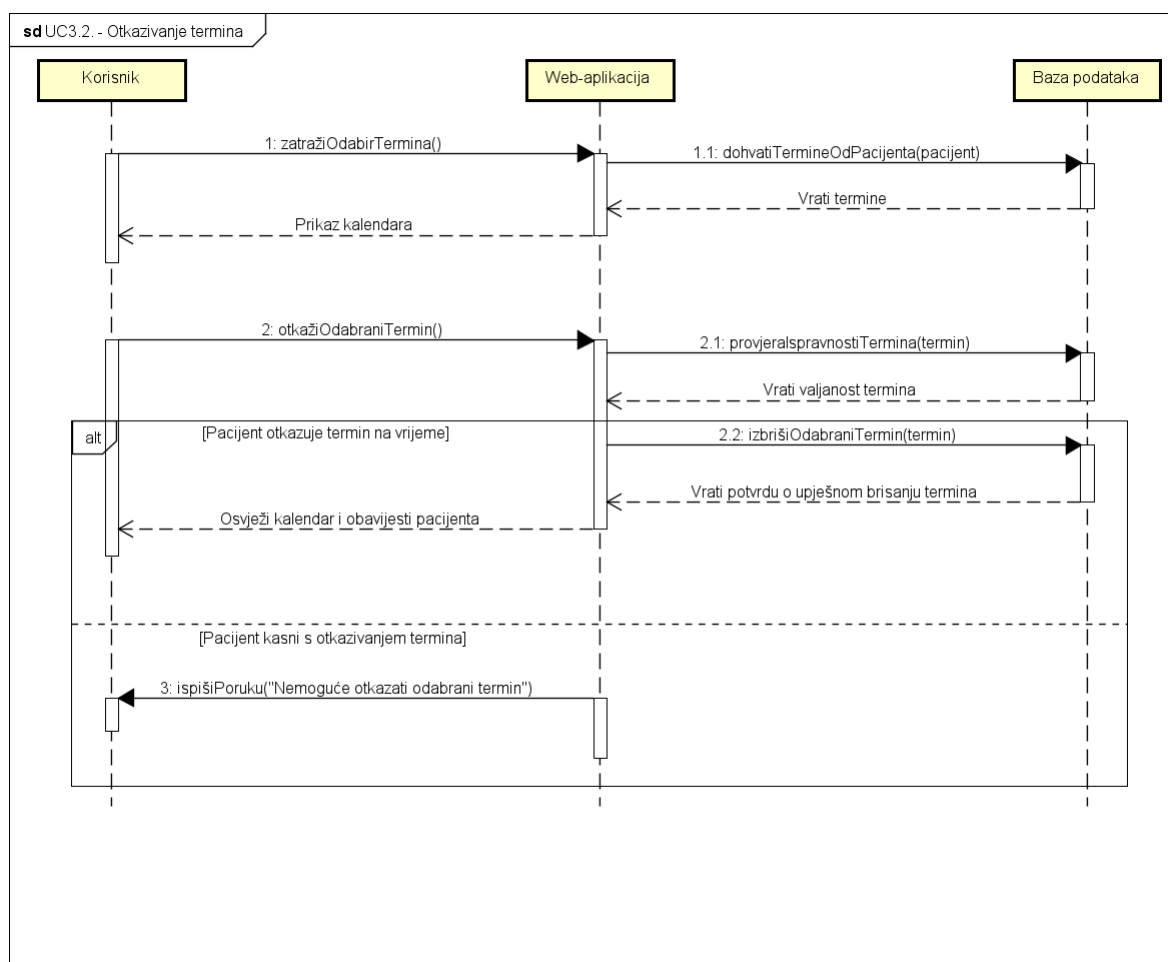 sd UC3.2. - Otkazivanje termina
Korisnik
Web-aplikacija
Baza podataka
1: zatražiOdabirTermina()
1.1: dohvatiTermineOdPacijenta(pacijent)
Vrati termine
Prikaz kalendara
2: otkažiOdabraniTermin()
2.1: provjeraIspravnostiTermina(termin)
Vrati valjanost termina
alt
[Pacijent otkazuje termin na vrijeme]
2.2: izbrišiOdabraniTermin(termin)
Vrati potvrdu o upješnom brisanju termina
Osvježi kalendar i obavijesti pacijenta
[Pacijent kasni s otkazivanjem termina]
3: ispišiPoruku("Nemoguće otkazati odabrani termin")